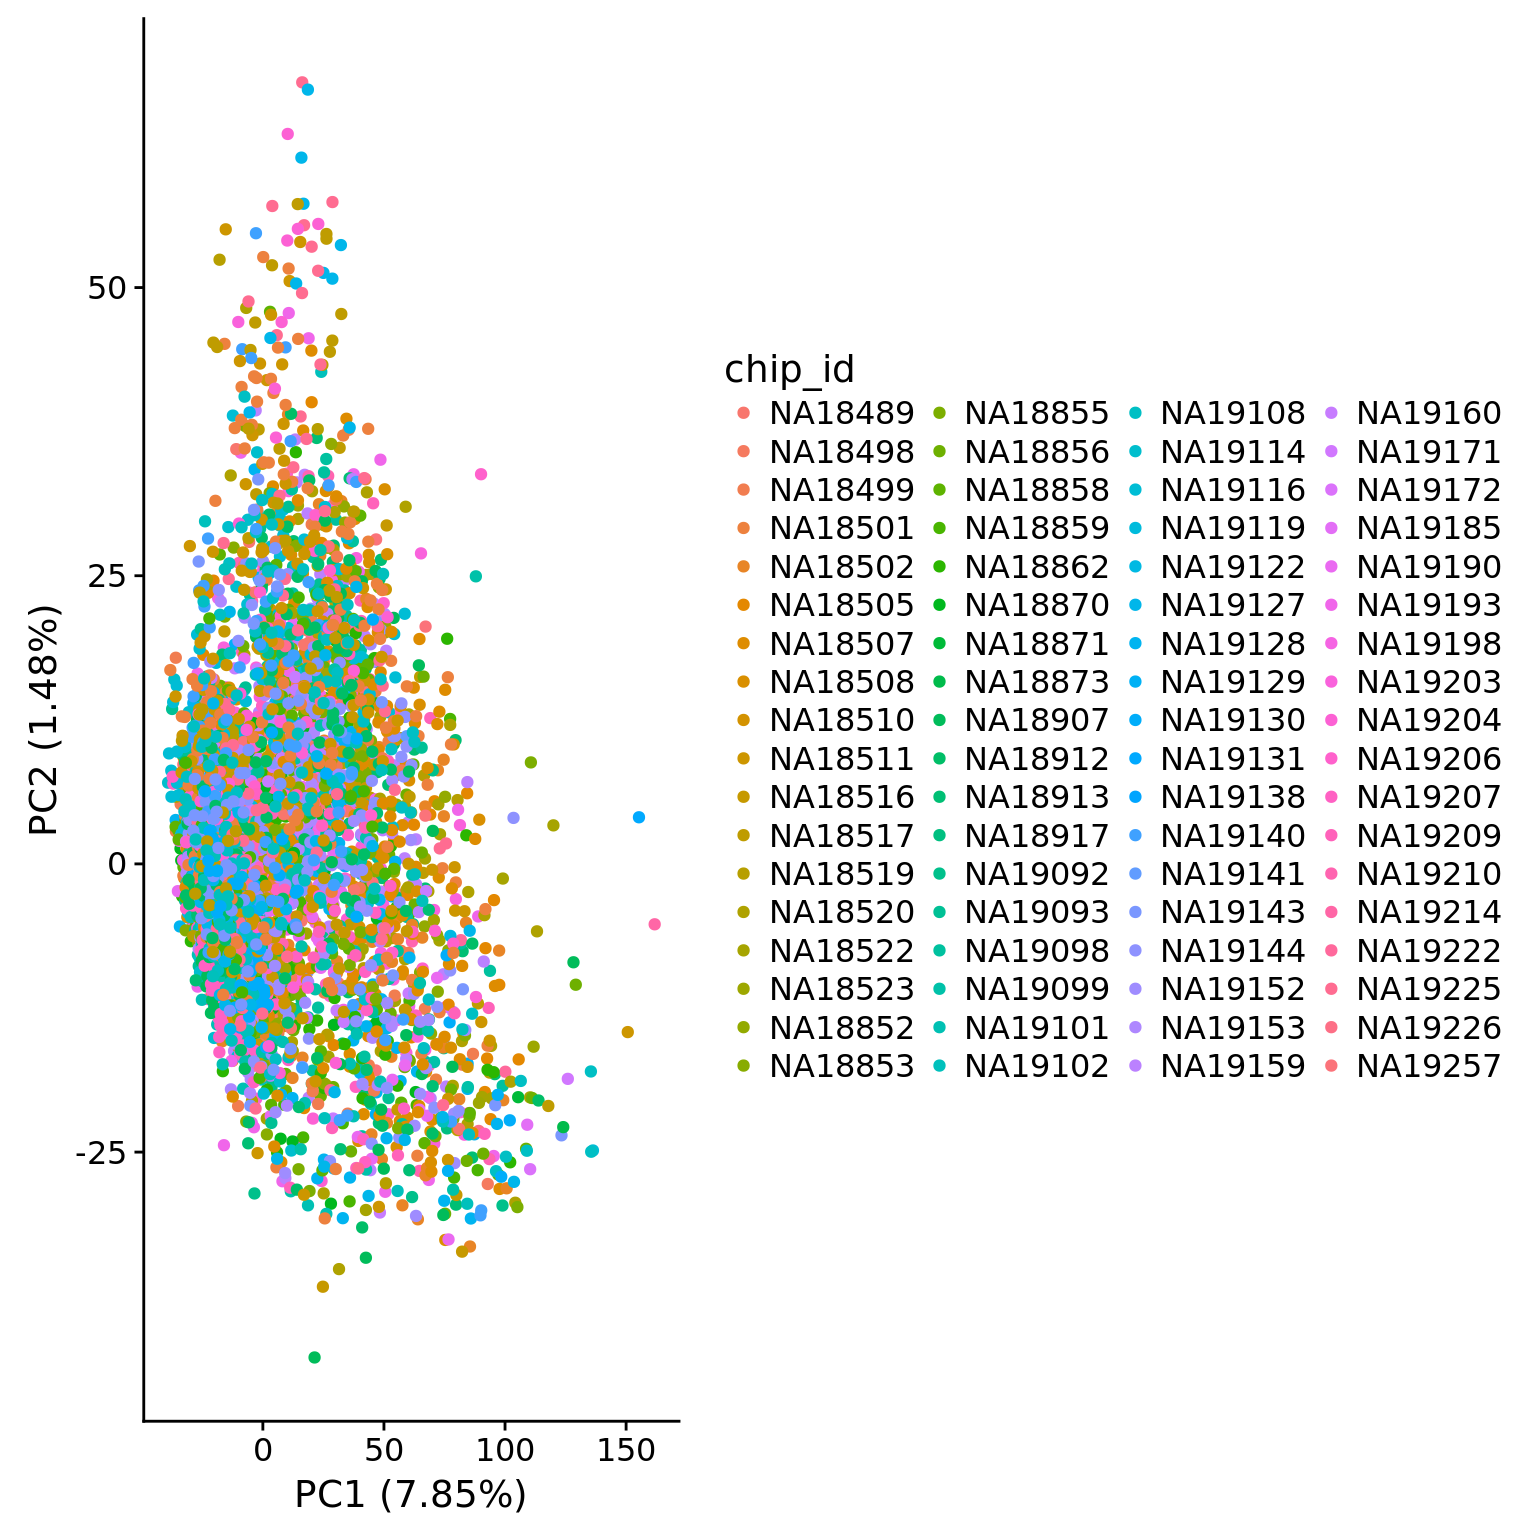 50
25
0
-25
PC2 (1.48%)
0 50 100 150
PC1 (7.85%)
chip_id
NA18489 NA18855 NA19108 NA19160
NA18498 NA18856 NA19114 NA19171
NA18499 NA18858 NA19116 NA19172
NA18501 NA18859 NA19119 NA19185
NA18502 NA18862 NA19122 NA19190
NA18505 NA18870 NA19127 NA19193
NA18507 NA18871 NA19128 NA19198
NA18508 NA18873 NA19129 NA19203
NA18510 NA18907 NA19130 NA19204
NA18511 NA18912 NA19131 NA19206
NA18516 NA18913 NA19138 NA19207
NA18517 NA18917 NA19140 NA19209
NA18519 NA19092 NA19141 NA19210
NA18520 NA19093 NA19143 NA19214
NA18522 NA19098 NA19144 NA19222
NA18523 NA19099 NA19152 NA19225
NA18852 NA19101 NA19153 NA19226
NA18853 NA19102 NA19159 NA19257